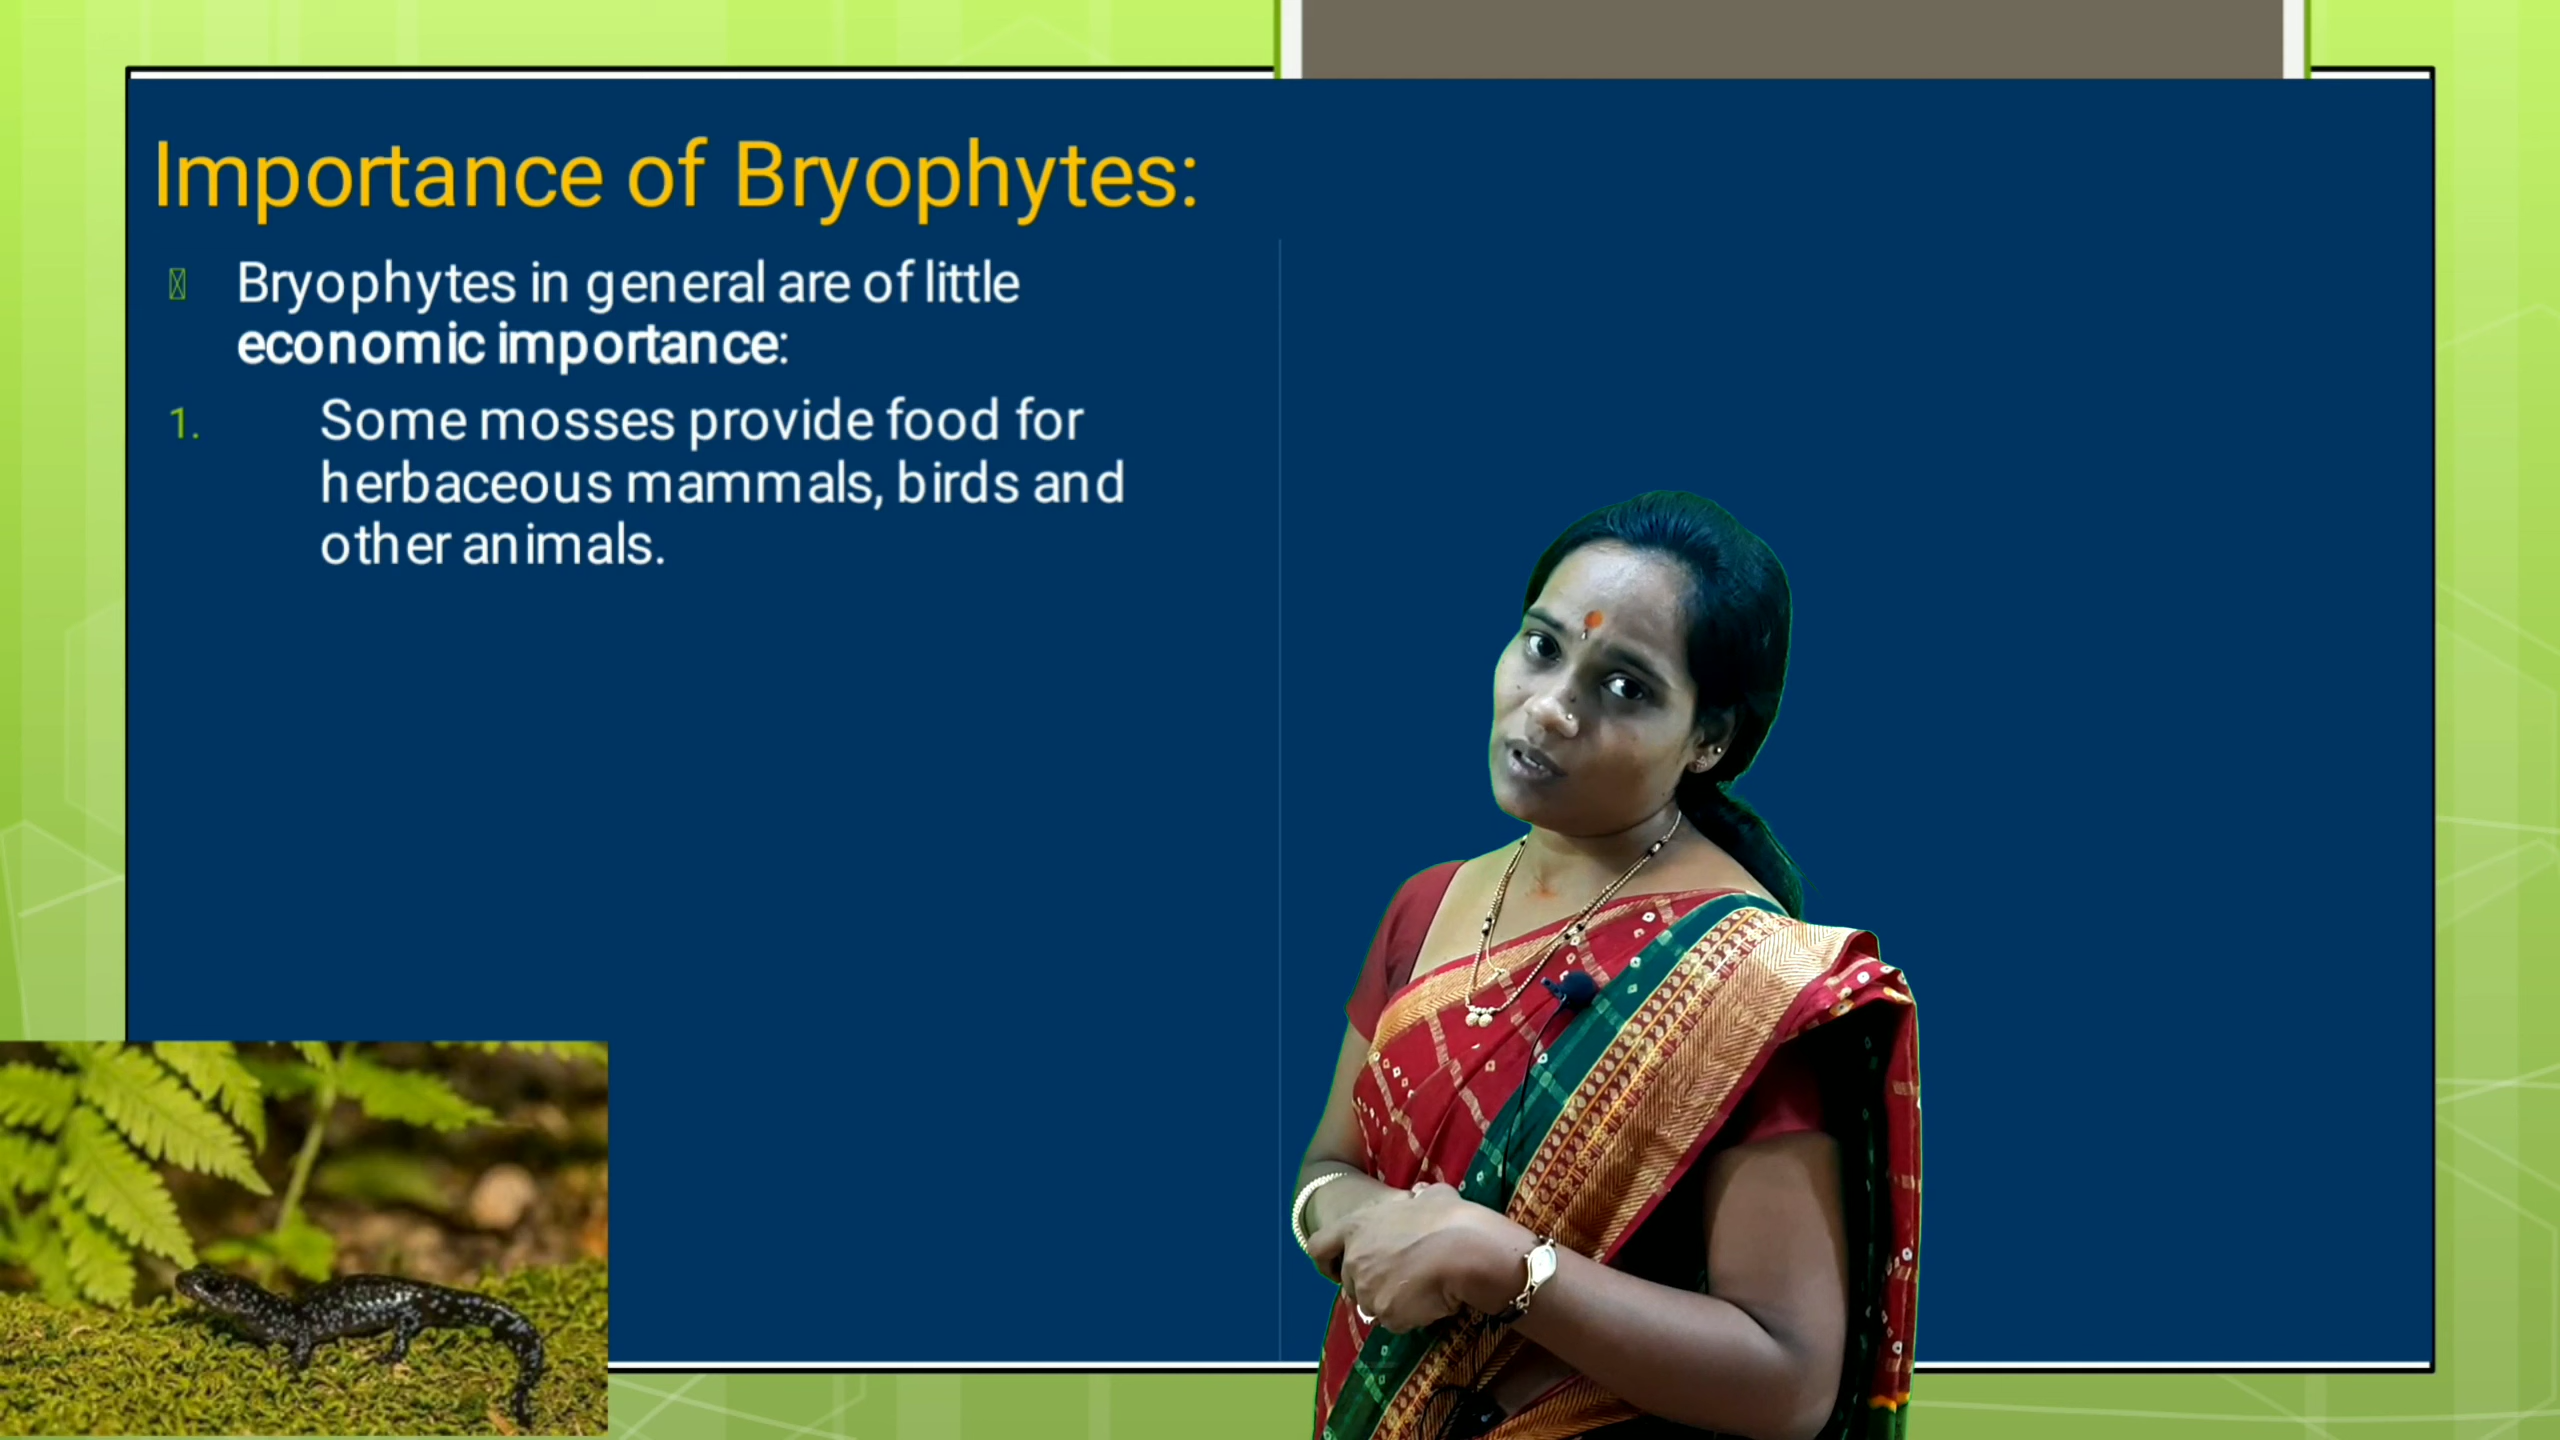 Importance of Bryophytes:
Bryophytes in general are of little
economic importance:
1. Some mosses provide food for
herbaceous mammals, birds and
other animals.